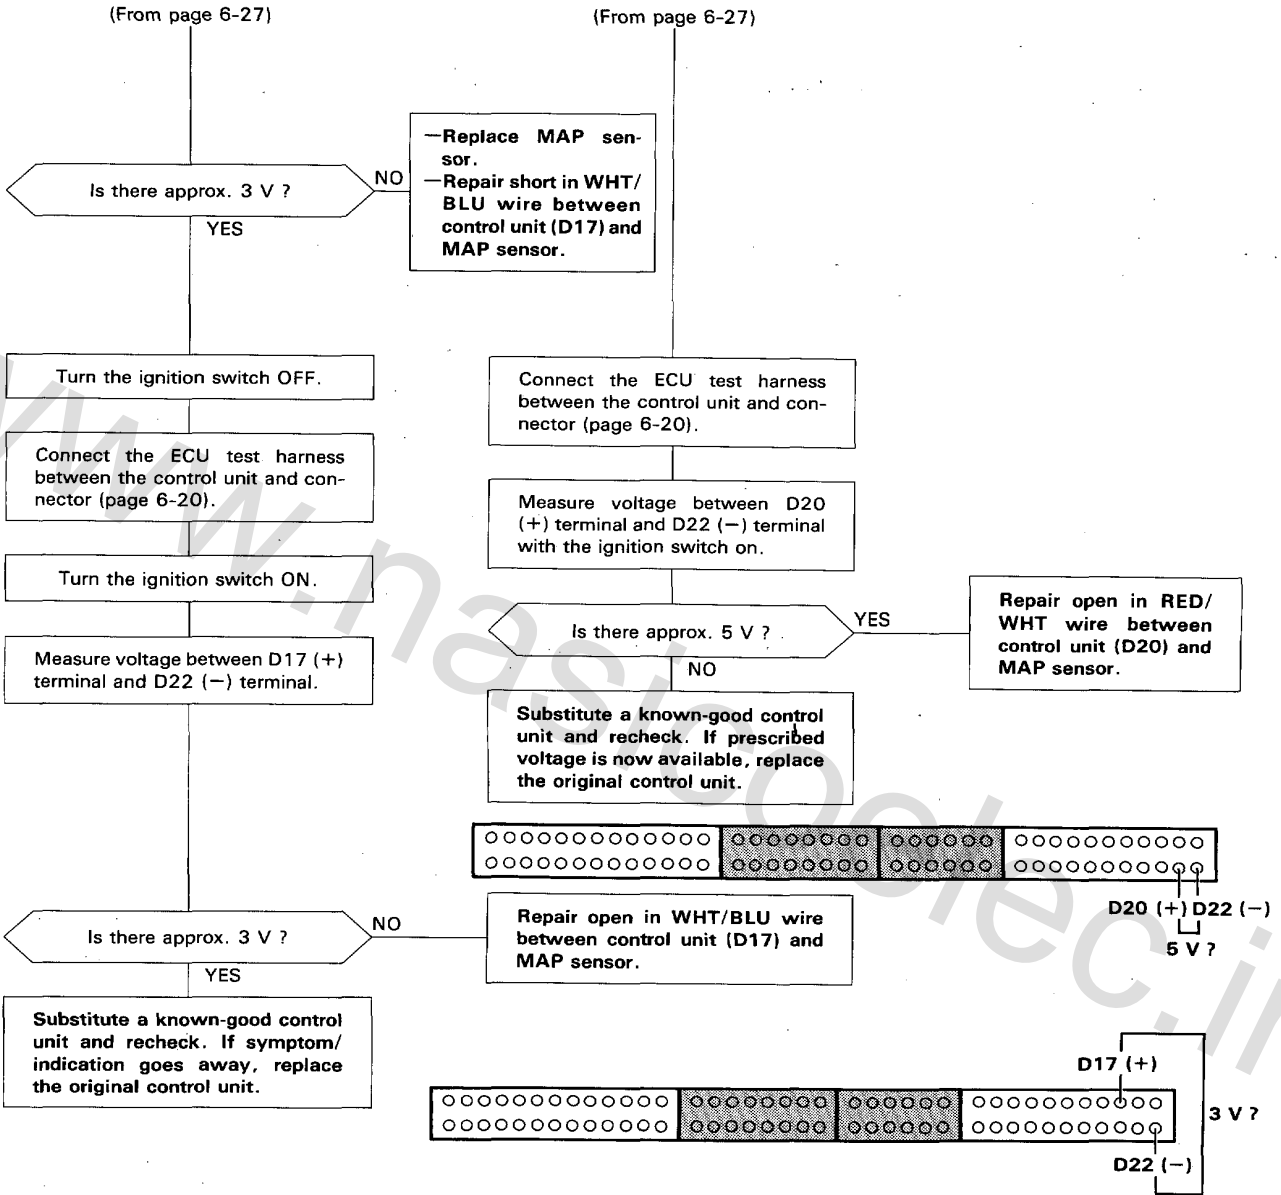 (From page 6-27)
(From page 6-27)
—Replace MAP sen-
sor.
—Repair short in WHT/
BLU wire between
control unit (D17) and
MAP sensor.
Is there approx. 3 V ?
NO
YES
Turn the ignition switch OFF.
Connect the ECU test harness
between the control unit and con-
nector (page 6-20).
Turn the ignition switch ON.
Measure voltage between D17 (+)
terminal and D22 (−) terminal.
Is there approx. 3 V ?
NO
YES
Repair open in WHT/BLU wire
between control unit (D17) and
MAP sensor.
Substitute a known-good control
unit and recheck. If symptom/
indication goes away, replace
the original control unit.
Connect the ECU test harness
between the control unit and con-
nector (page 6-20).
Measure voltage between D20
(+) terminal and D22 (−) terminal
with the ignition switch on.
Is there approx. 5 V ?
YES
NO
Repair open in RED/
WHT wire between
control unit (D20) and
MAP sensor.
Substitute a known-good control
unit and recheck. If prescribed
voltage is now available, replace
the original control unit.
D20 (+) D22 (−)
5 V ?
D17 (+)
3 V ?
D22 (−)
www.nasicoolec.ir